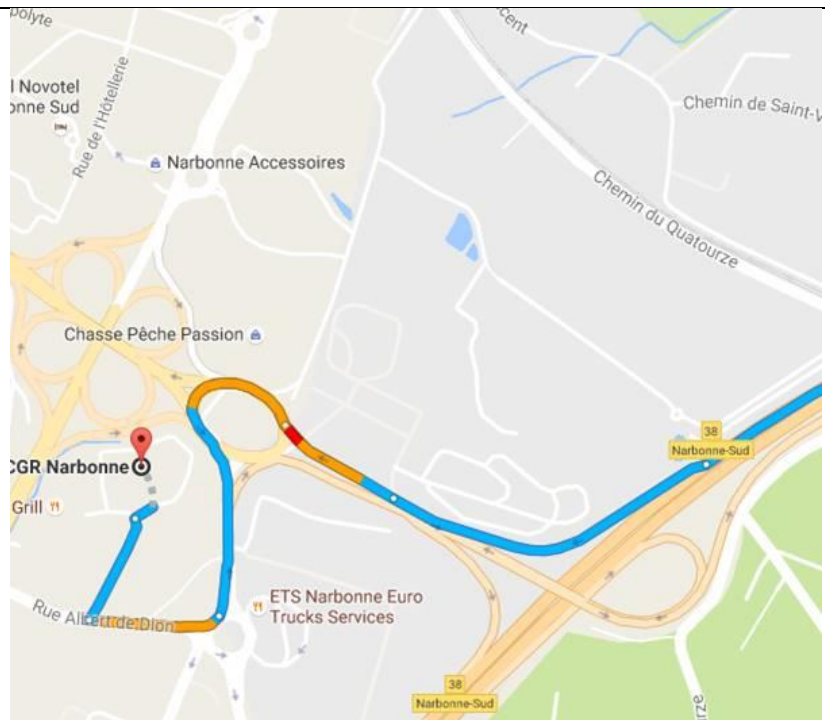 polyte
cent
l Novotel
onne Sud
Rue de l'Hôtellerie
Chemin de Saint-V
Narbonne Accessoires
Chemin du Quatourze
Chasse Pêche Passion
38
Narbonne-Sud
CGR Narbonne
Grill
ETS Narbonne Euro
Trucks Services
Rue Albert de Dion
38
Narbonne-Sud
rze